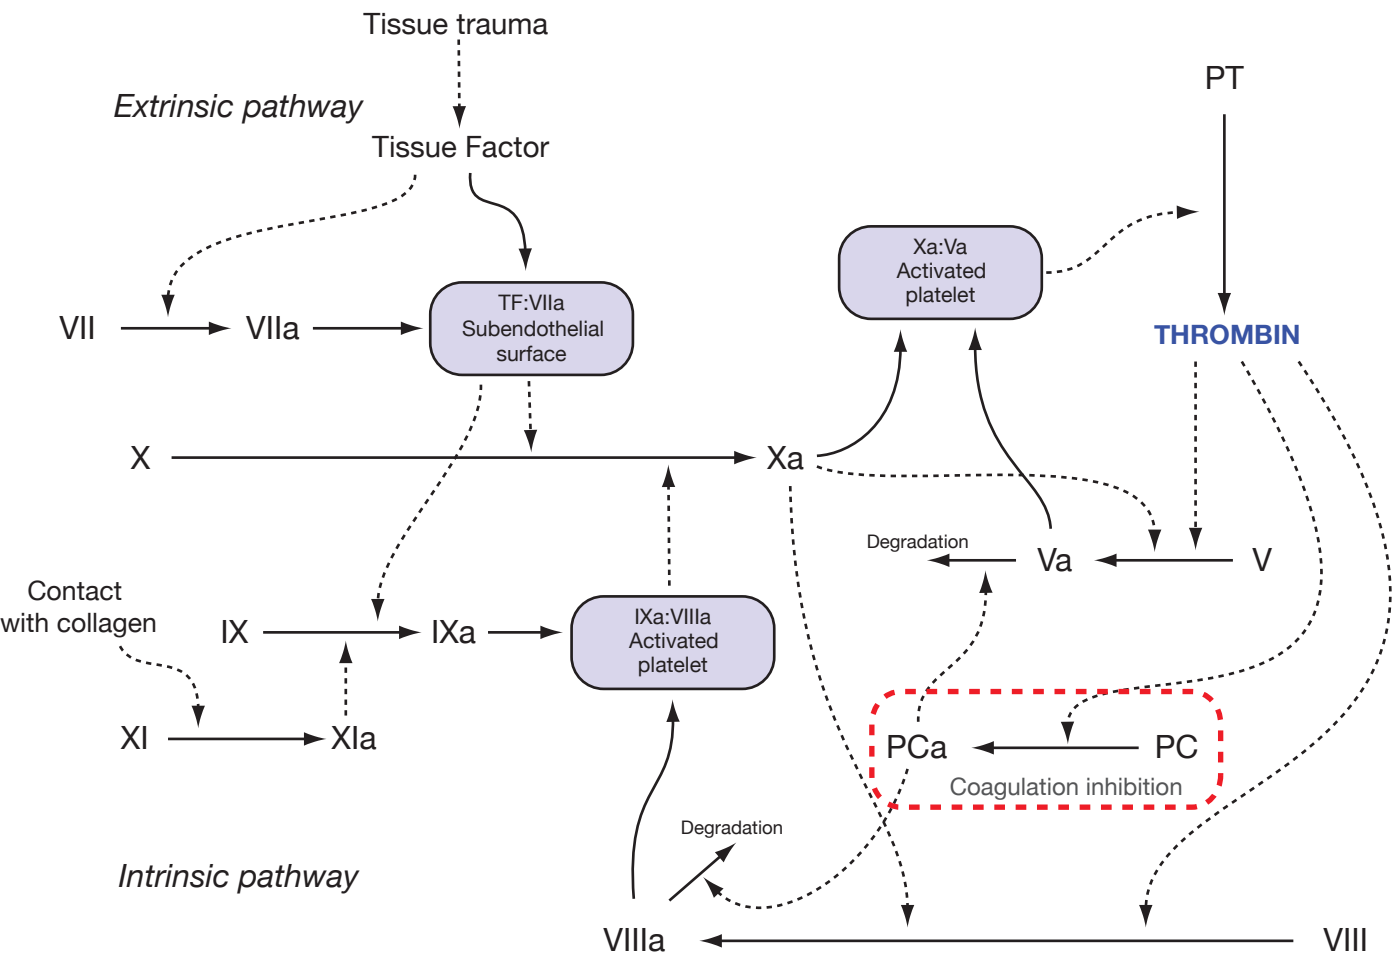 Tissue trauma
PT
Extrinsic pathway
Tissue Factor
Xa:Va
Activated
platelet
TF:VIIa
Subendothelial
surface
VII
VIIa
THROMBIN
X
Xa
Degradation
Va
V
Contact
with collagen
IX
IXa
IXa:VIIIa
Activated
platelet
XI
XIa
PCa
PC
Coagulation inhibition
Degradation
Intrinsic pathway
VIIIa
VIII